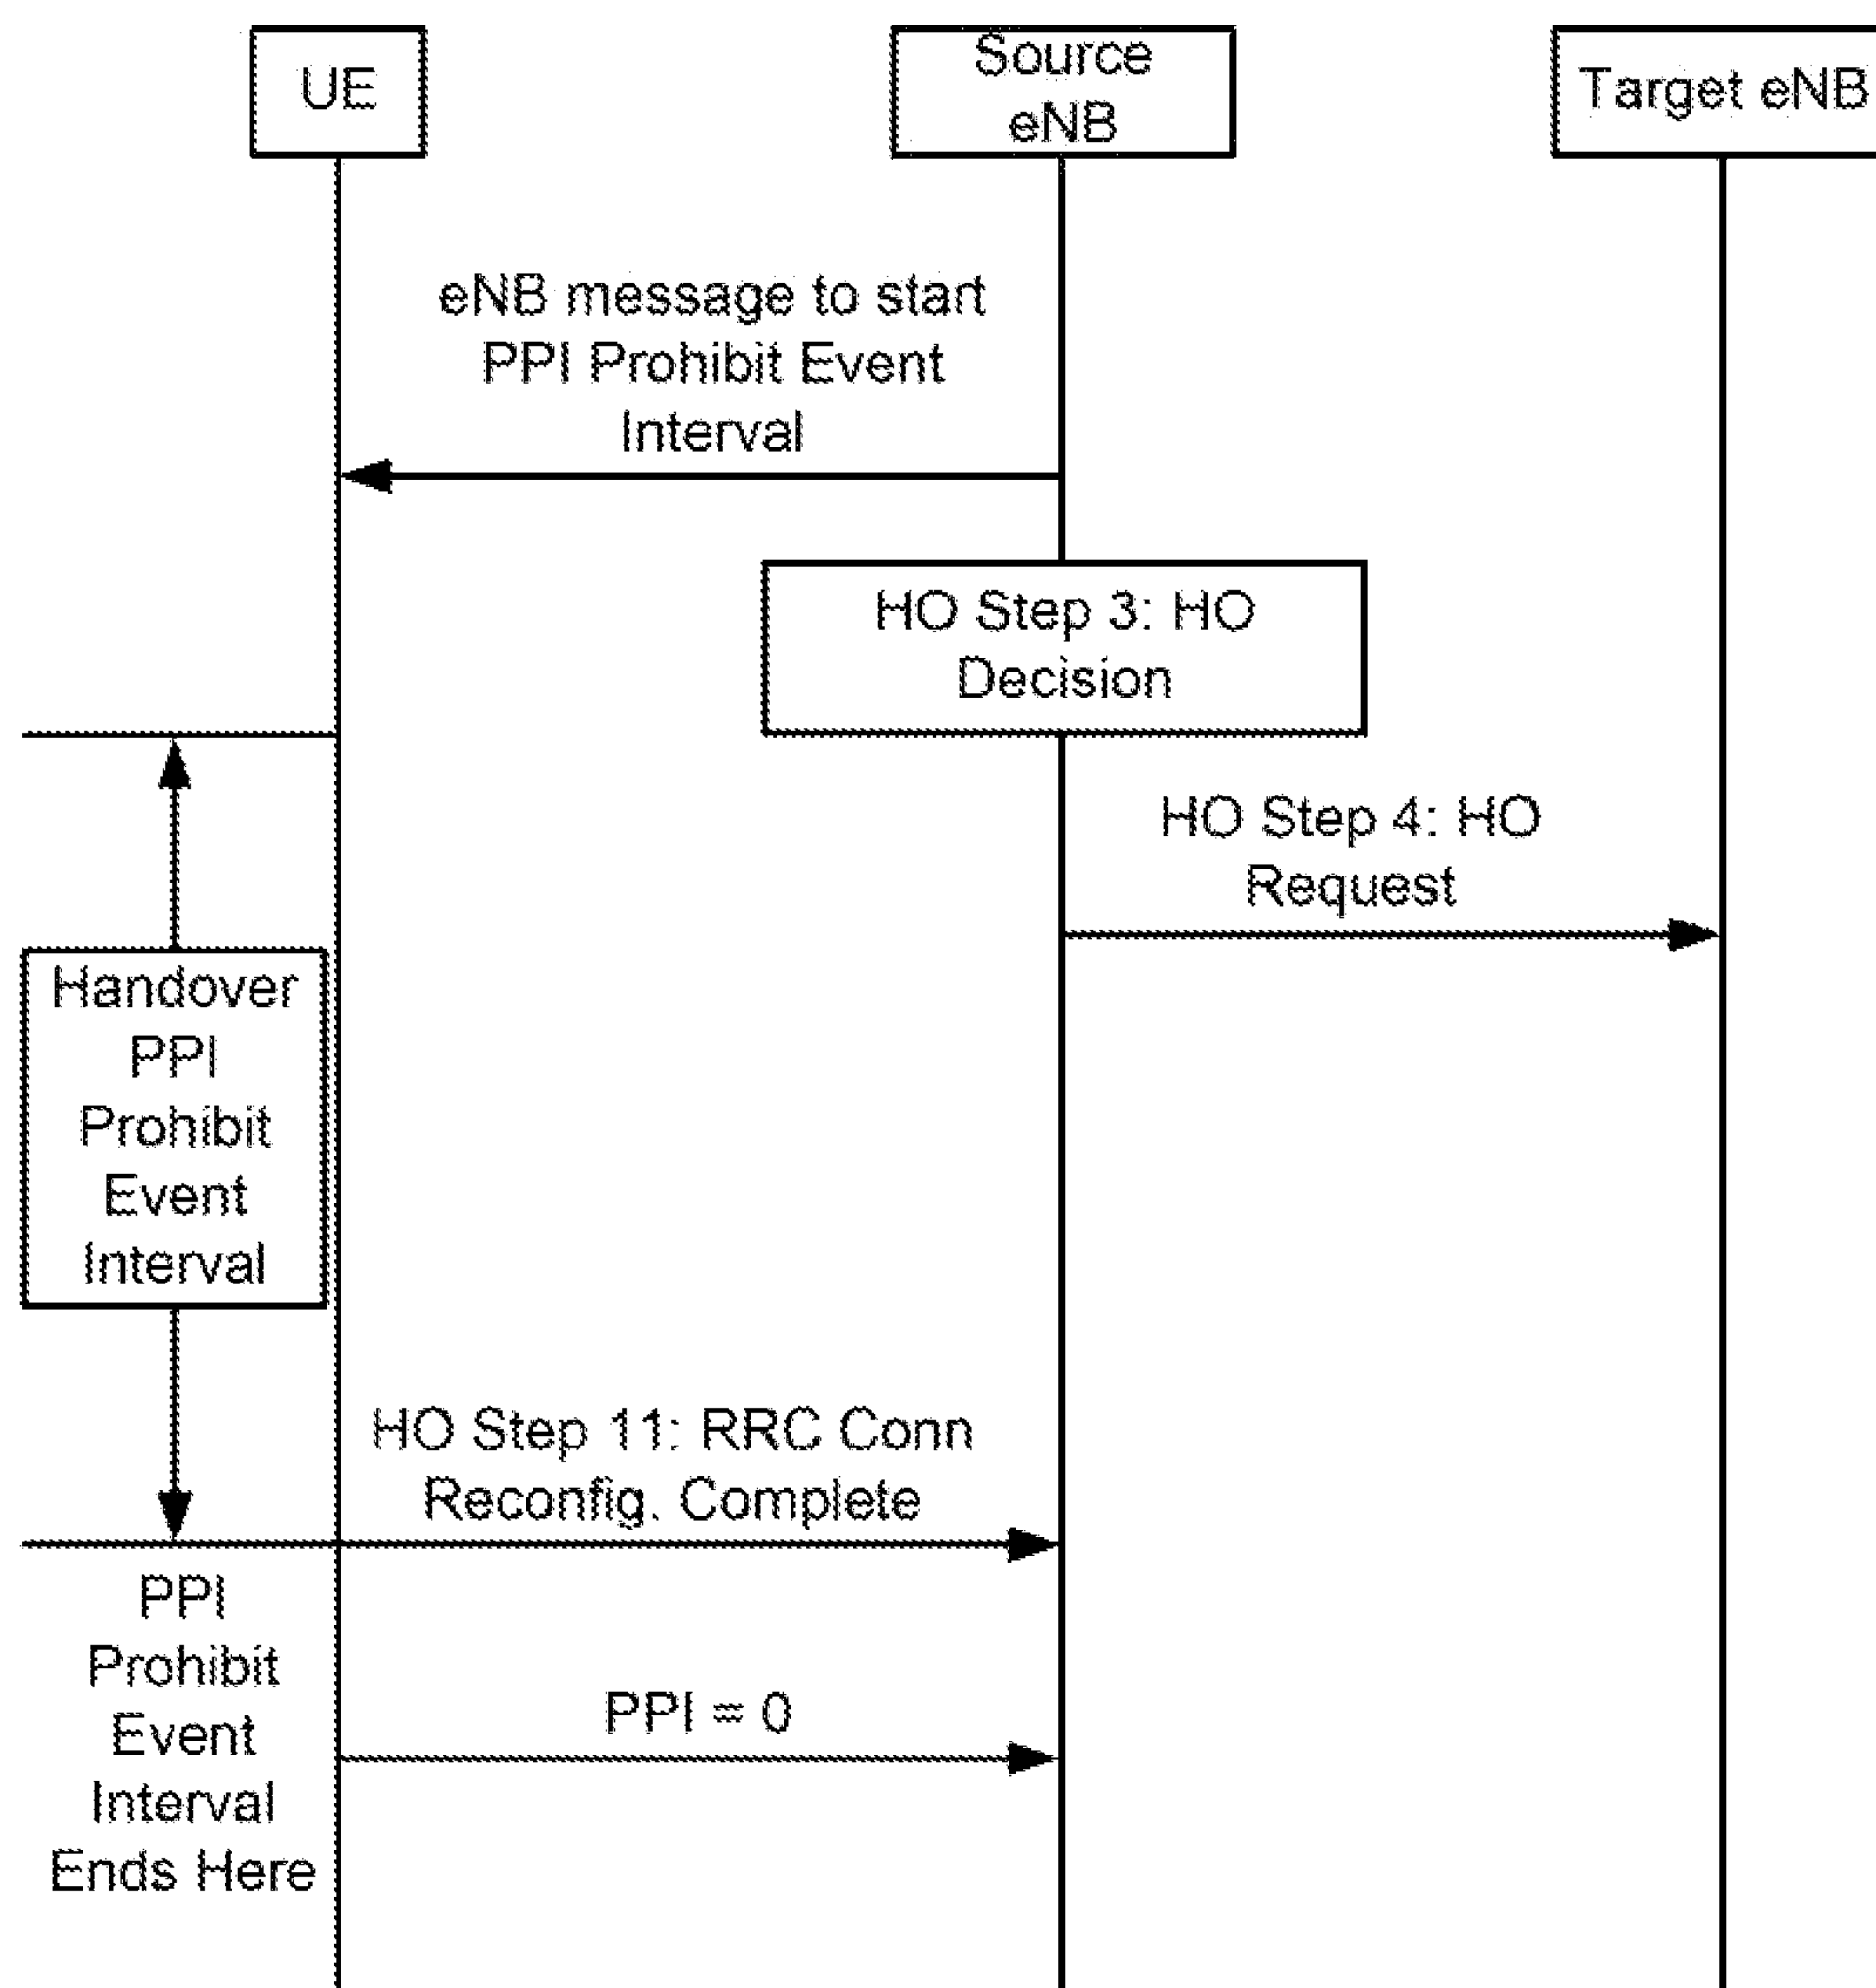 UE
Source
eNB
Target eNB
eNB message to start
PPI Prohibit Event
Interval
HO Step 3: HO
Decision
HO Step 4: HO
Request
Handover
PPI
Prohibit
Event
Interval
HO Step 11: RRC Conn
Reconfig. Complete
PPI
Prohibit
Event
Interval
Ends Here
PPI = 0